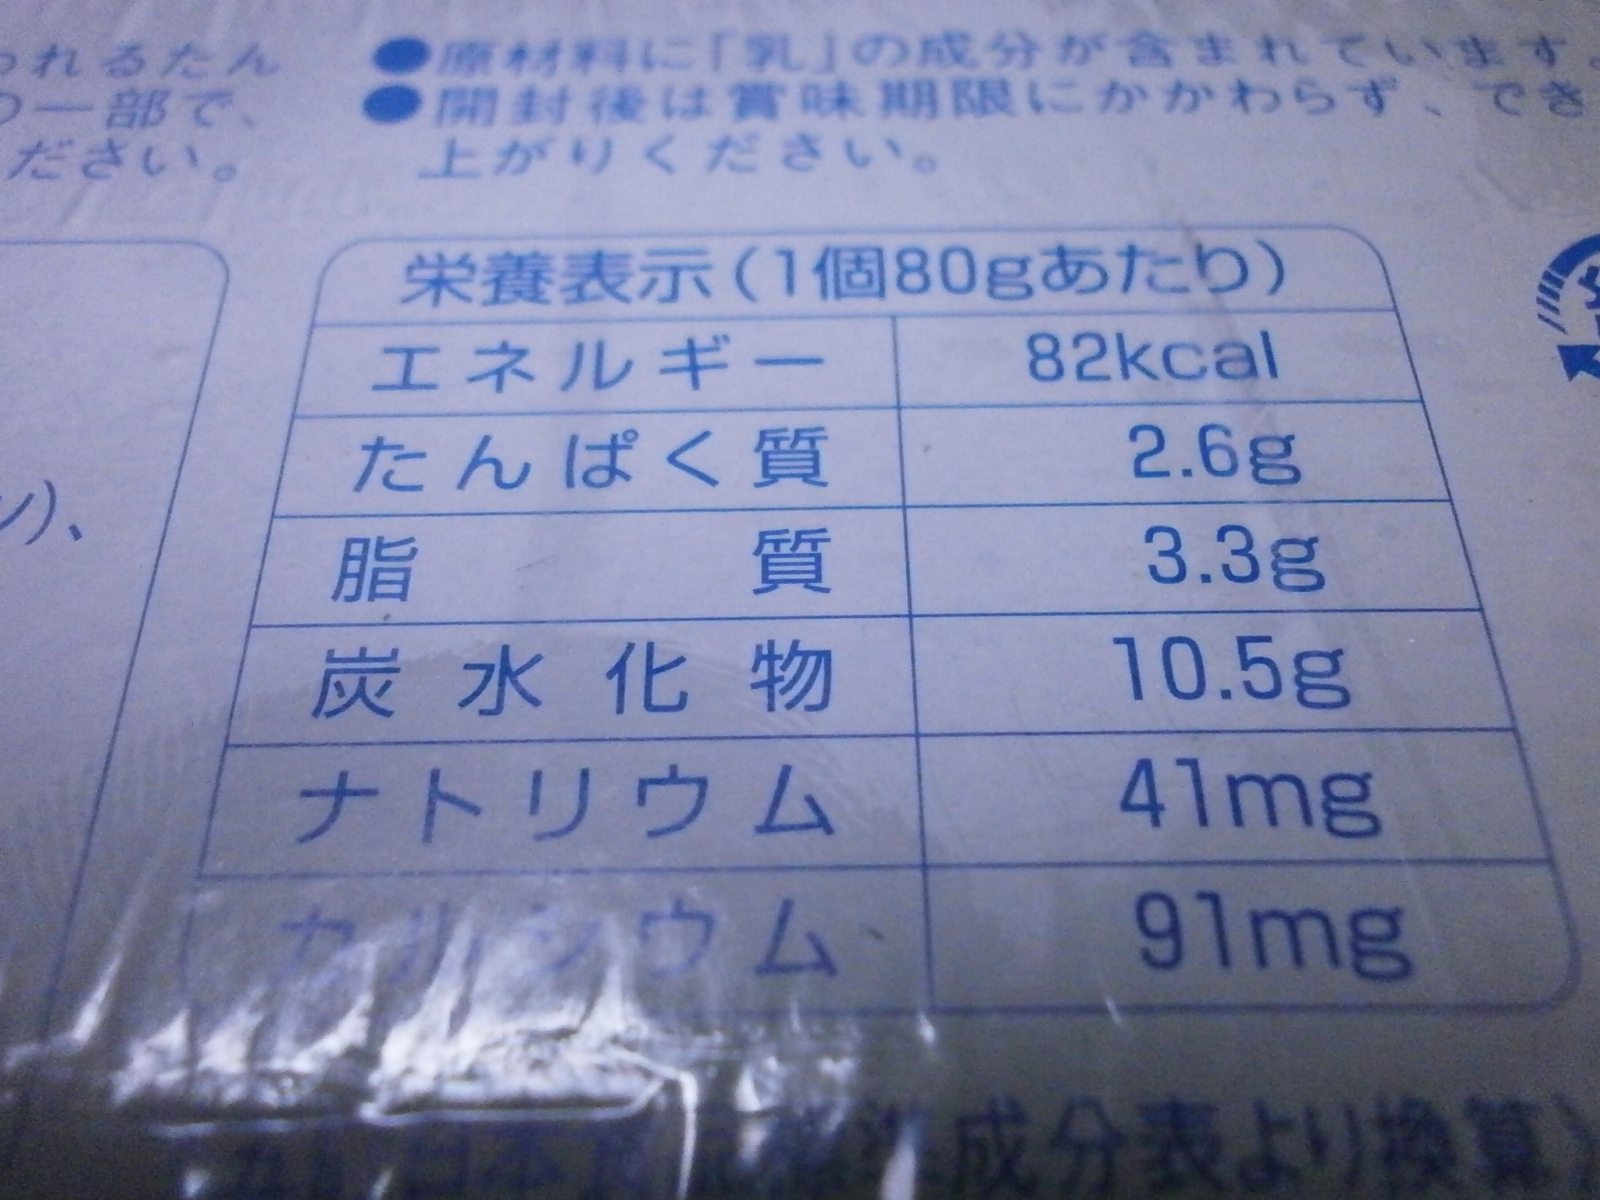 われるたん
の一部で、
ださい。
●原材料に「乳」の成分が含まれています。
●開封後は賞味期限にかかわらず、でき
上がりください。
ン)、
栄養表示(1個80gあたり)
エネルギー 82kcal
たんぱく質 2.6g
脂質 3.3g
炭水化物 10.5g
ナトリウム 41mg
カルシウム 91mg
成分表より換算〉